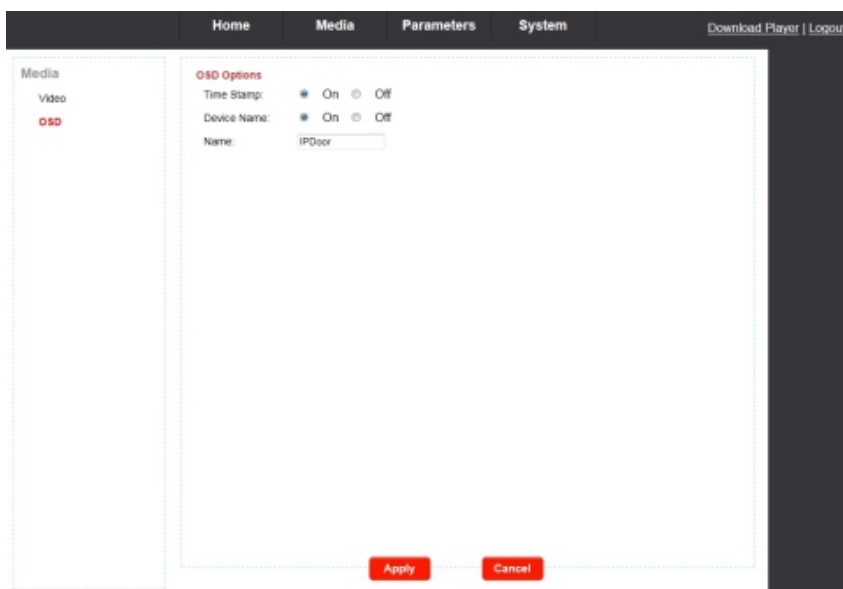 Home Media Parameters System
Download Player | Logou
Media
Video
OSD
OSD Options
Time Stamp: On Off
Device Name: On Off
Name: IPDoor
Apply Cancel